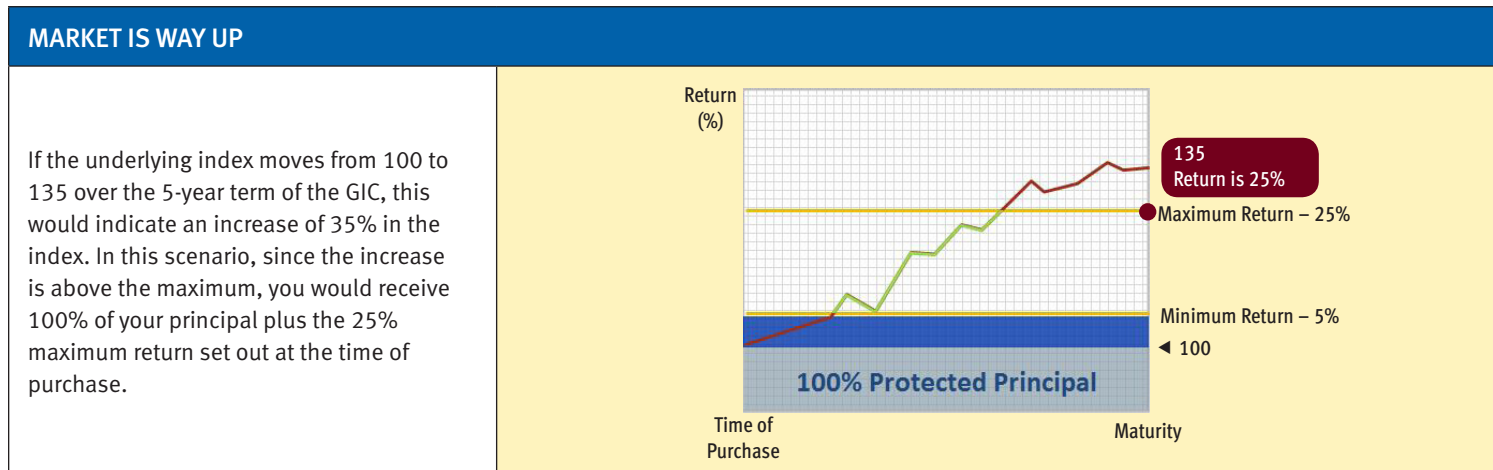 MARKET IS WAY UP
If the underlying index moves from 100 to
135 over the 5-year term of the GIC, this
would indicate an increase of 35% in the
index. In this scenario, since the increase
is above the maximum, you would receive
100% of your principal plus the 25%
maximum return set out at the time of
purchase.
Return
(%)
135
Return is 25%
Maximum Return – 25%
Minimum Return – 5%
◄ 100
100% Protected Principal
Time of
Purchase
Maturity